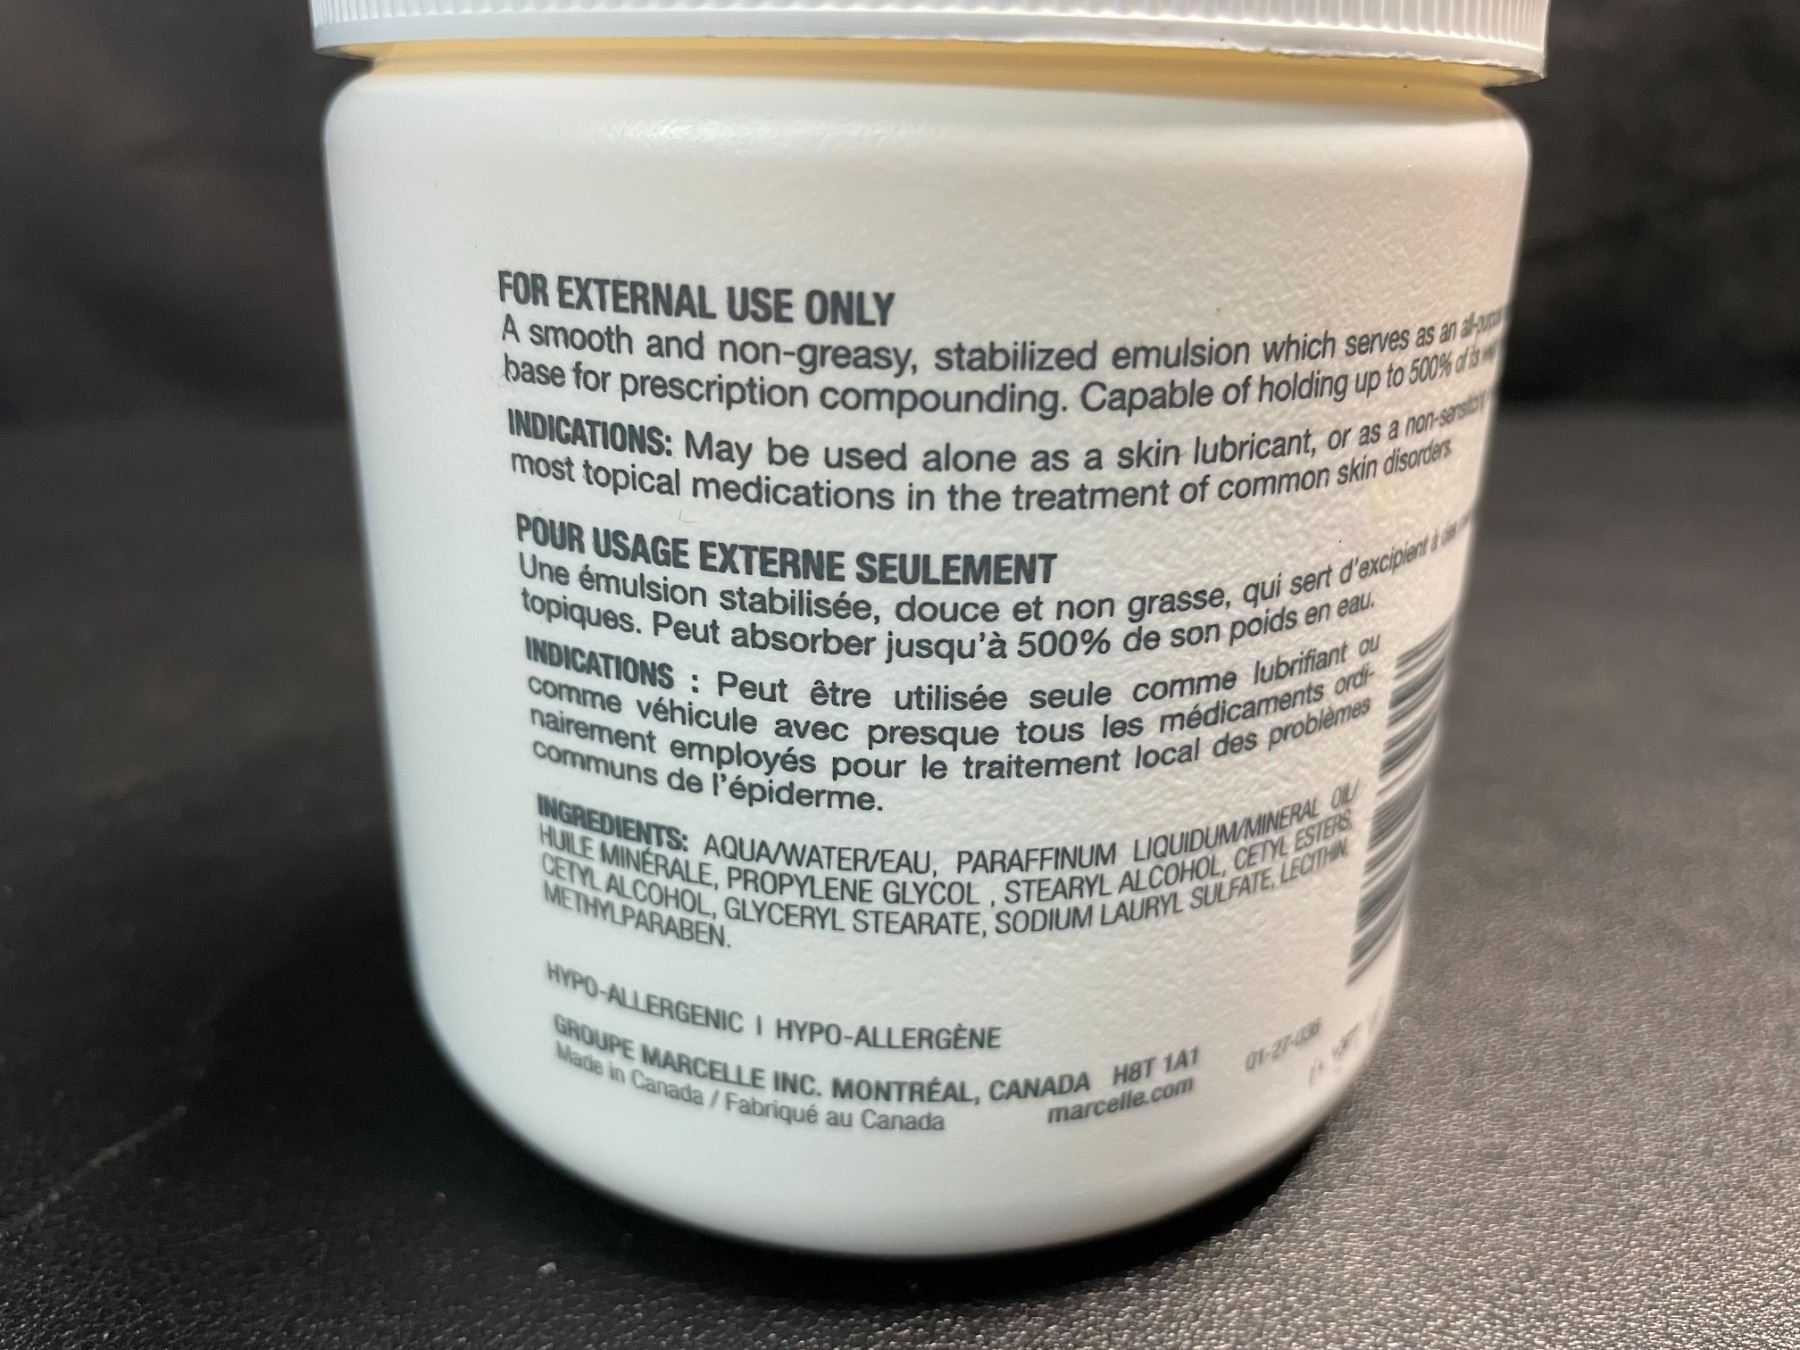 FOR EXTERNAL USE ONLY
A smooth and non-greasy, stabilized emulsion which serves as an all-purpose
base for prescription compounding. Capable of holding up to 500% of its
INDICATIONS: May be used alone as a skin lubricant, or as a
most topical medications in the treatment of common skin disorders.
POUR USAGE EXTERNE SEULEMENT
Une émulsion stabilisée, douce et non grasse, qui sert d'excipient à
topiques. Peut absorber jusqu'à 500% de son poids en eau.
INDICATIONS : Peut être utilisée seule comme lubrifiant ou
comme véhicule avec presque tous les médicaments ordi-
nairement employés pour le traitement local des problèmes
communs de l'épiderme.
INGREDIENTS: AQUA/WATER/EAU, PARAFFINUM LIQUIDUM/MINERAL OIL/
HUILE MINÉRALE, PROPYLENE GLYCOL , STEARYL ALCOHOL, CETYL ESTERS,
CETYL ALCOHOL, GLYCERYL STEARATE, SODIUM LAURYL SULFATE, LECITHIN,
METHYLPARABEN.
HYPO-ALLERGENIC I HYPO-ALLERGÈNE
GROUPE MARCELLE INC. MONTRÉAL, CANADA H8T 1A1
Made in Canada / Fabriqué au Canada marcelle.com
01-27-036